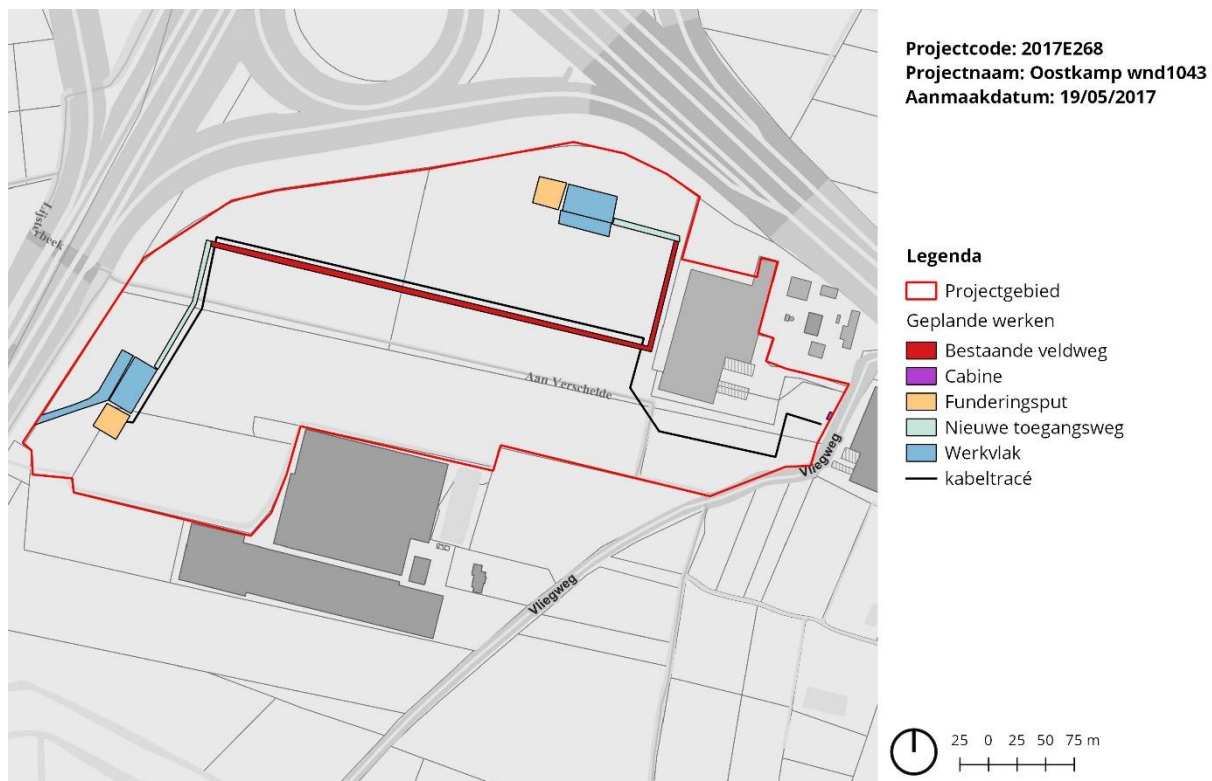 Projectcode: 2017E268
Projectnaam: Oostkamp wnd1043
Aanmaakdatum: 19/05/2017
Lijsterbeek
Aan Verschelde
Vliegweg
Vliegweg
Legenda
Projectgebied
Geplande werken
Bestaande veldweg
Cabine
Funderingsput
Nieuwe toegangsweg
Werkvlak
kabeltracé
25 0 25 50 75 m